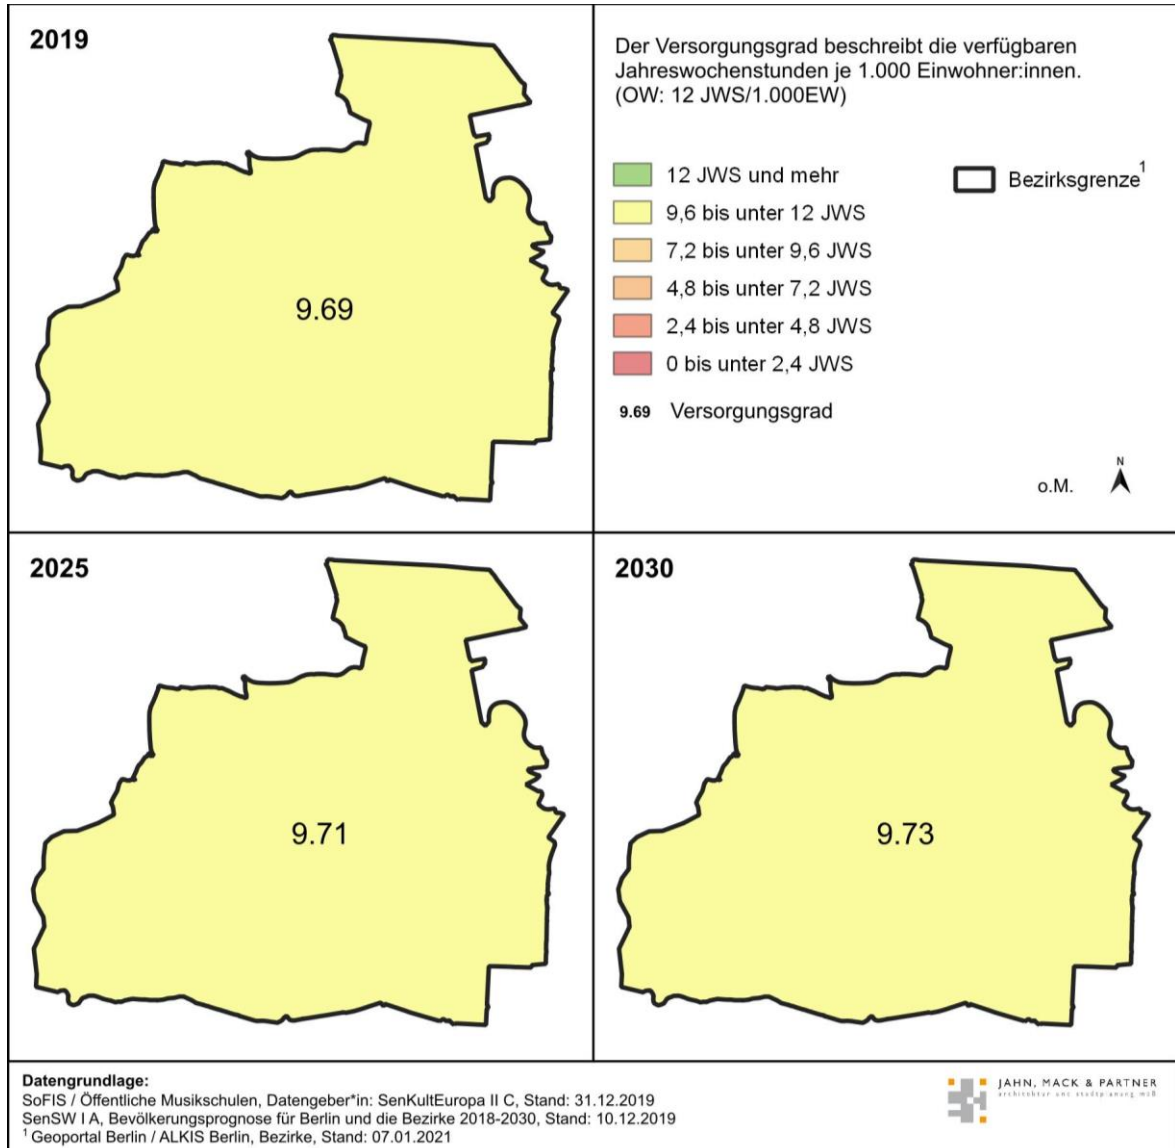 2019
9.69
Der Versorgungsgrad beschreibt die verfügbaren
Jahreswochenstunden je 1.000 Einwohner:innen.
(OW: 12 JWS/1.000EW)
12 JWS und mehr
9,6 bis unter 12 JWS
7,2 bis unter 9,6 JWS
4,8 bis unter 7,2 JWS
2,4 bis unter 4,8 JWS
0 bis unter 2,4 JWS
Bezirksgrenze¹
9.69 Versorgungsgrad
o.M.
N
2025
9.71
2030
9.73
Datengrundlage:
SoFIS / Öffentliche Musikschulen, Datengeber*in: SenKultEuropa II C, Stand: 31.12.2019
SenSW I A, Bevölkerungsprognose für Berlin und die Bezirke 2018-2030, Stand: 10.12.2019
¹ Geoportal Berlin / ALKIS Berlin, Bezirke, Stand: 07.01.2021
JAHN, MACK & PARTNER
architektur und stadtplanung mbB